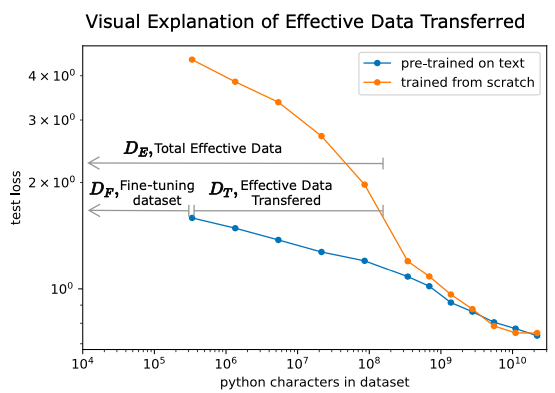 Visual Explanation of Effective Data Transferred
pre-trained on text
trained from scratch
4 × 10⁰
3 × 10⁰
2 × 10⁰
10⁰
test loss
D_E, Total Effective Data
D_F, Fine-tuning
dataset
D_T, Effective Data
Transfered
10⁴ 10⁵ 10⁶ 10⁷ 10⁸ 10⁹ 10¹⁰
python characters in dataset